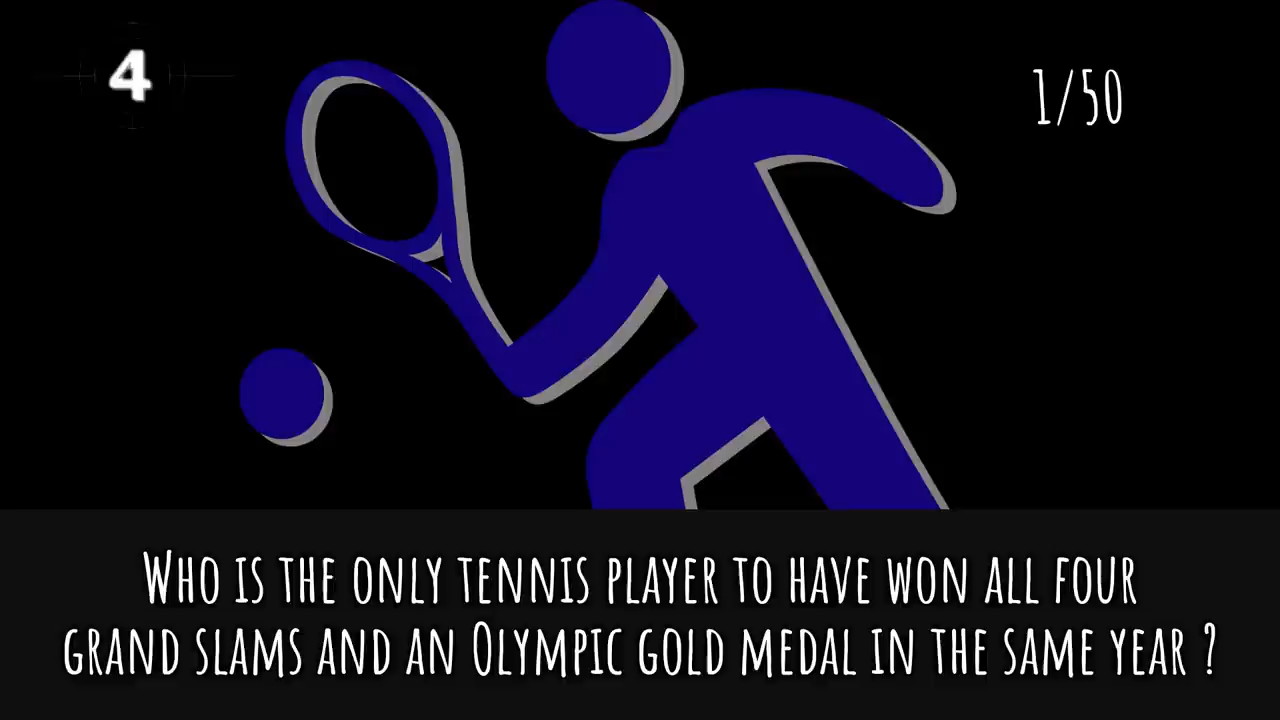 4
1/50
Who is the only tennis player to have won all four
grand slams and an Olympic gold medal in the same year ?